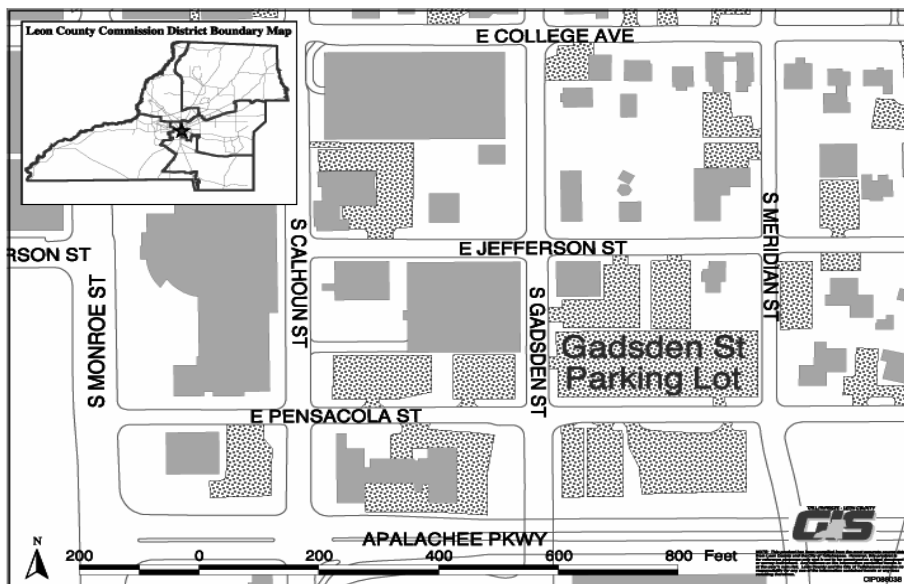 Leon County Commission District Boundary Map
E COLLEGE AVE
S MERIDIAN ST
S CALHOUN ST
E JEFFERSON ST
RSON ST
S MONROE ST
S GADSDEN ST
Gadsden St
Parking Lot
E PENSACOLA ST
GIS
APALACHEE PKWY
N
200 0 200 400 600 800 Feet